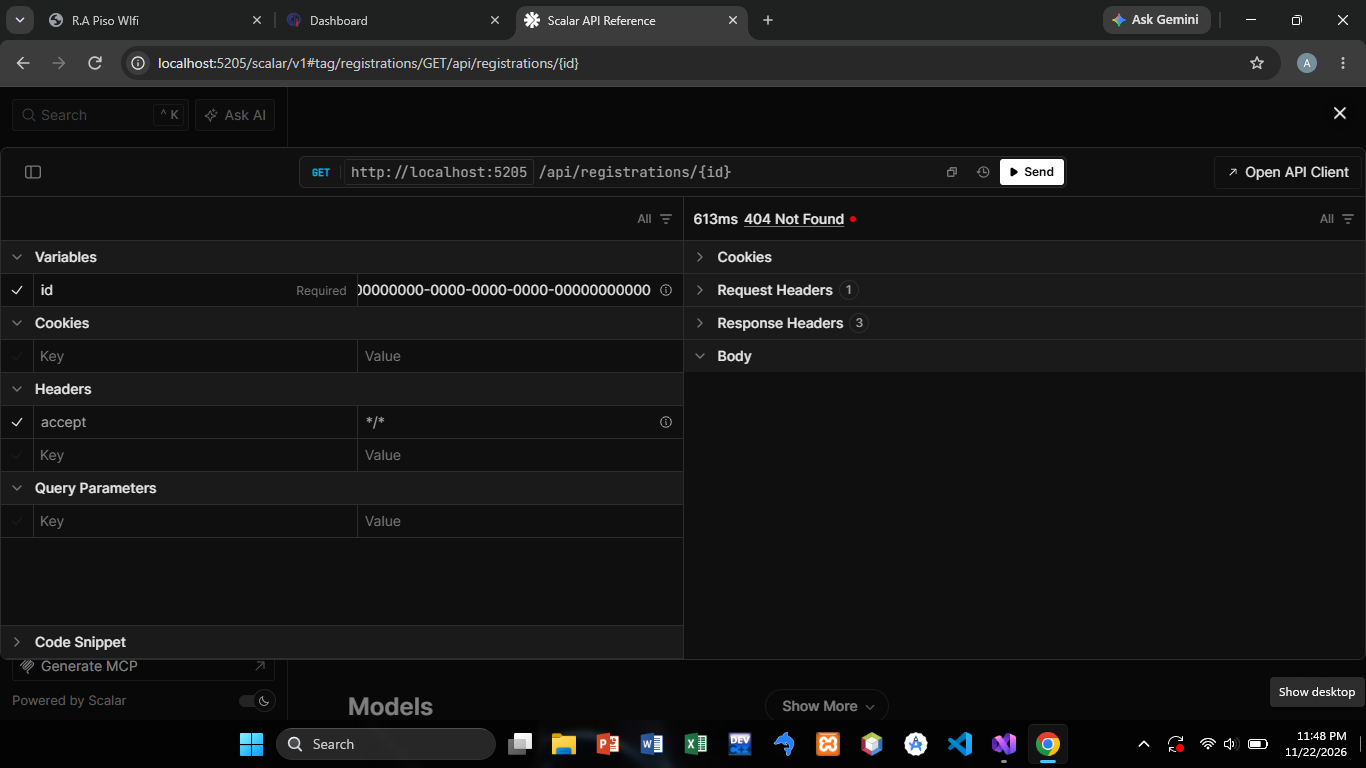 R.A Piso WIfi
Dashboard
Scalar API Reference
Ask Gemini
localhost:5205/scalar/v1#tag/registrations/GET/api/registrations/{id}
A
Search
^ K
Ask AI
GET
http://localhost:5205
/api/registrations/{id}
Send
Open API Client
All
613ms 404 Not Found
All
Variables
Cookies
id
Required
00000000-0000-0000-0000-00000000000
Request Headers 1
Cookies
Response Headers 3
Key
Value
Body
Headers
accept
*/*
Key
Value
Query Parameters
Key
Value
Code Snippet
Generate MCP
Powered by Scalar
Models
Show More
Show desktop
Search
DEV
11:48 PM
11/22/2026